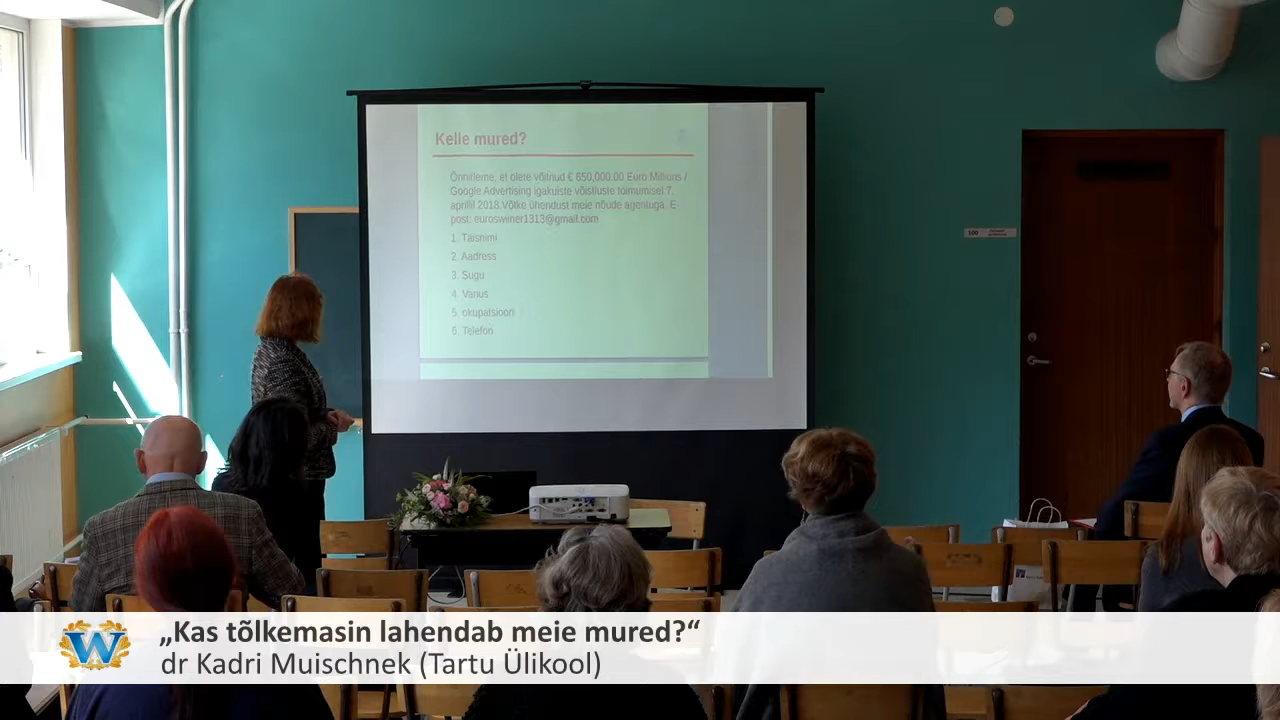 Kelle mured?
Õnnitleme, et olete võitnud € 650,000.00 Euro Millions /
Google Advertising igakuiste võistluste toimumisel 7.
aprillil 2018.Võtke ühendust meie nõude agentuga. E-
post: euroswiner1313@gmail.com
1. Täisnimi
2. Aadress
3. Sugu
4. Vanus
5. okupatsioon
6. Telefon
100
W
„Kas tõlkemasin lahendab meie mured?“
dr Kadri Muischnek (Tartu Ülikool)